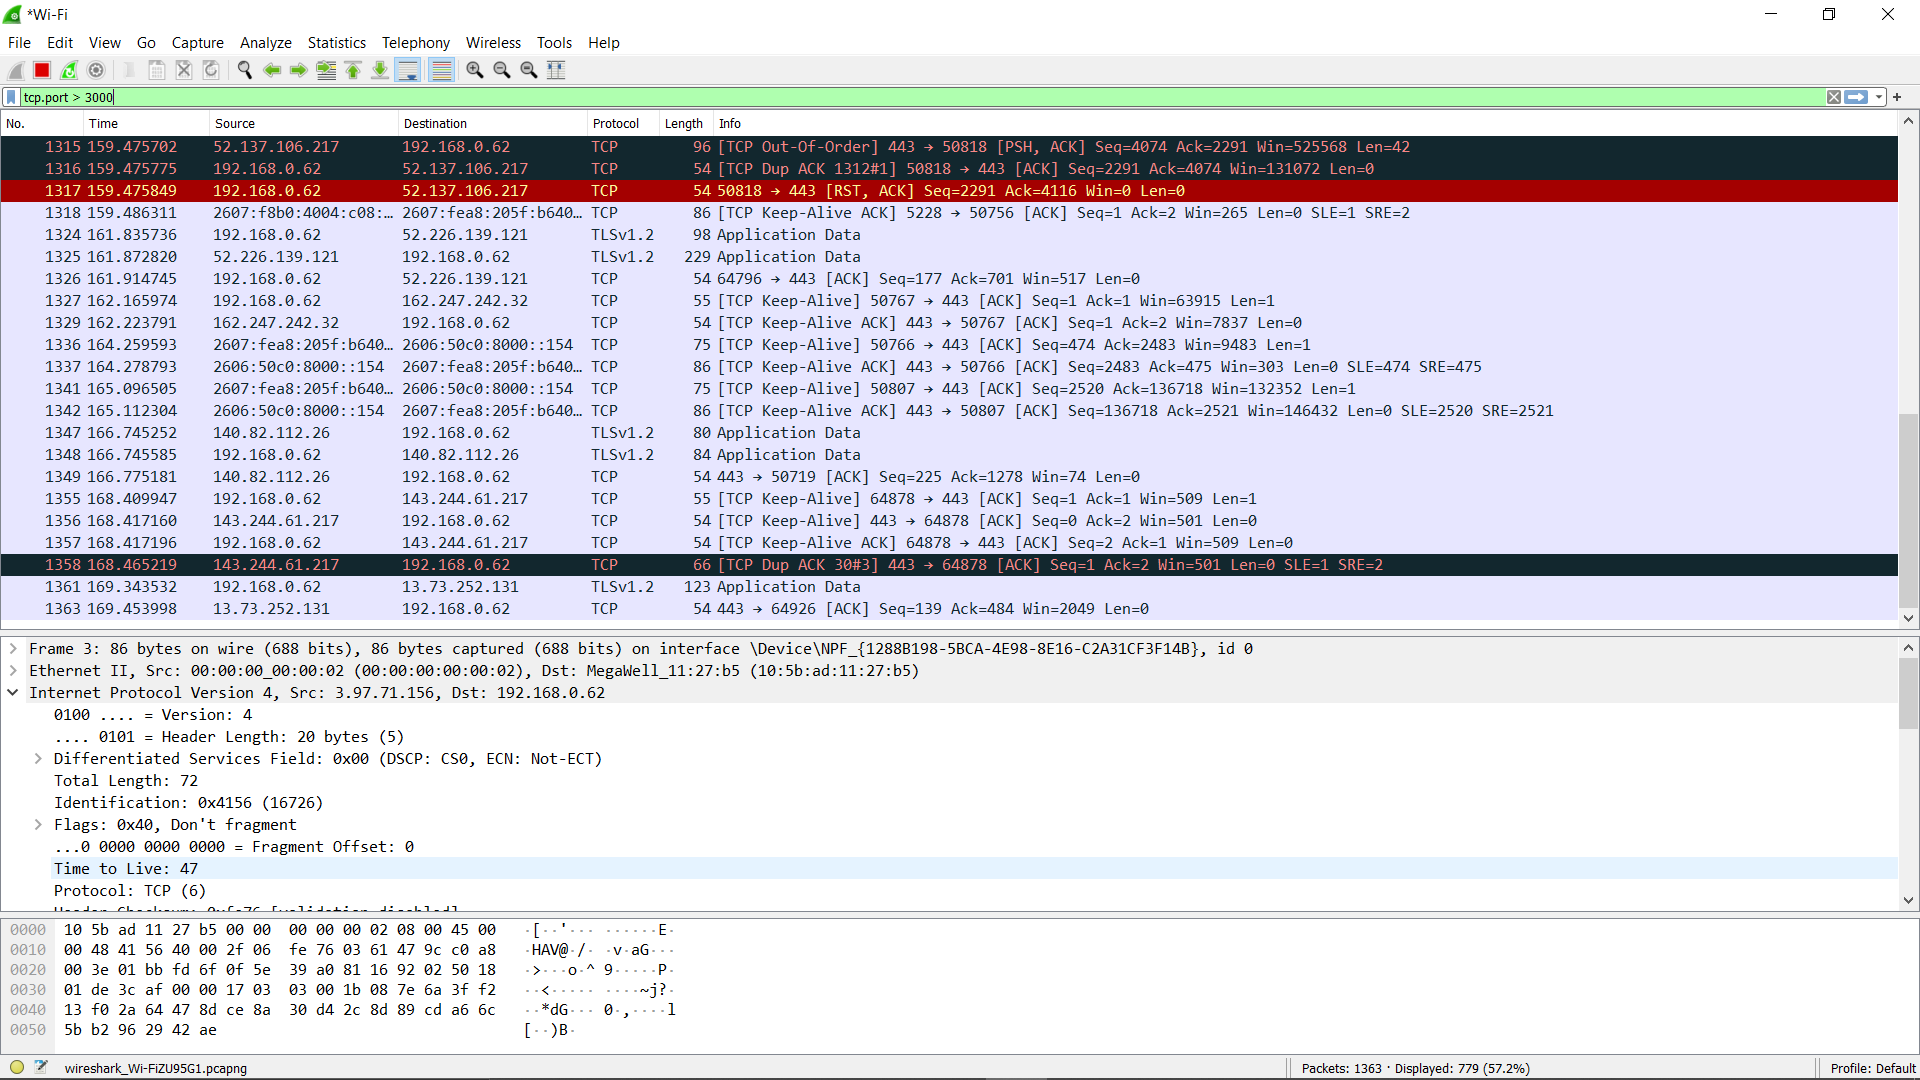 *Wi-Fi
File Edit View Go Capture Analyze Statistics Telephony Wireless Tools Help
tcp.port > 3000
No. Time Source Destination Protocol Length Info
1315 159.475702 52.137.106.217 192.168.0.62 TCP 96 [TCP Out-Of-Order] 443 → 50818 [PSH, ACK] Seq=4074 Ack=2291 Win=525568 Len=42
1316 159.475775 192.168.0.62 52.137.106.217 TCP 54 [TCP Dup ACK 1312#1] 50818 → 443 [ACK] Seq=2291 Ack=4074 Win=131072 Len=0
1317 159.475849 192.168.0.62 52.137.106.217 TCP 54 50818 → 443 [RST, ACK] Seq=2291 Ack=4116 Win=0 Len=0
1318 159.486311 2607:f8b0:4004:c08:… 2607:fea8:205f:b640… TCP 86 [TCP Keep-Alive ACK] 5228 → 50756 [ACK] Seq=1 Ack=2 Win=265 Len=0 SLE=1 SRE=2
1324 161.835736 192.168.0.62 52.226.139.121 TLSv1.2 98 Application Data
1325 161.872820 52.226.139.121 192.168.0.62 TLSv1.2 229 Application Data
1326 161.914745 192.168.0.62 52.226.139.121 TCP 54 64796 → 443 [ACK] Seq=177 Ack=701 Win=517 Len=0
1327 162.165974 192.168.0.62 162.247.242.32 TCP 55 [TCP Keep-Alive] 50767 → 443 [ACK] Seq=1 Ack=1 Win=63915 Len=1
1329 162.223791 162.247.242.32 192.168.0.62 TCP 54 [TCP Keep-Alive ACK] 443 → 50767 [ACK] Seq=1 Ack=2 Win=7837 Len=0
1336 164.259593 2607:fea8:205f:b640… 2606:50c0:8000::154 TCP 75 [TCP Keep-Alive] 50766 → 443 [ACK] Seq=474 Ack=2483 Win=9483 Len=1
1337 164.278793 2606:50c0:8000::154 2607:fea8:205f:b640… TCP 86 [TCP Keep-Alive ACK] 443 → 50766 [ACK] Seq=2483 Ack=475 Win=303 Len=0 SLE=474 SRE=475
1341 165.096505 2607:fea8:205f:b640… 2606:50c0:8000::154 TCP 75 [TCP Keep-Alive] 50807 → 443 [ACK] Seq=2520 Ack=136718 Win=132352 Len=1
1342 165.112304 2606:50c0:8000::154 2607:fea8:205f:b640… TCP 86 [TCP Keep-Alive ACK] 443 → 50807 [ACK] Seq=136718 Ack=2521 Win=146432 Len=0 SLE=2520 SRE=2521
1347 166.745252 140.82.112.26 192.168.0.62 TLSv1.2 80 Application Data
1348 166.745585 192.168.0.62 140.82.112.26 TLSv1.2 84 Application Data
1349 166.775181 140.82.112.26 192.168.0.62 TCP 54 443 → 50719 [ACK] Seq=225 Ack=1278 Win=74 Len=0
1355 168.409947 192.168.0.62 143.244.61.217 TCP 55 [TCP Keep-Alive] 64878 → 443 [ACK] Seq=1 Ack=1 Win=509 Len=1
1356 168.417160 143.244.61.217 192.168.0.62 TCP 54 [TCP Keep-Alive] 443 → 64878 [ACK] Seq=0 Ack=2 Win=501 Len=0
1357 168.417196 192.168.0.62 143.244.61.217 TCP 54 [TCP Keep-Alive ACK] 64878 → 443 [ACK] Seq=2 Ack=1 Win=509 Len=0
1358 168.465219 143.244.61.217 192.168.0.62 TCP 66 [TCP Dup ACK 30#3] 443 → 64878 [ACK] Seq=1 Ack=2 Win=501 Len=0 SLE=1 SRE=2
1361 169.343532 192.168.0.62 13.73.252.131 TLSv1.2 123 Application Data
1363 169.453998 13.73.252.131 192.168.0.62 TCP 54 443 → 64926 [ACK] Seq=139 Ack=484 Win=2049 Len=0
Frame 3: 86 bytes on wire (688 bits), 86 bytes captured (688 bits) on interface \Device\NPF_{1288B198-5BCA-4E98-8E16-C2A31CF3F14B}, id 0
Ethernet II, Src: 00:00:00_00:00:02 (00:00:00:00:00:02), Dst: MegaWell_11:27:b5 (10:5b:ad:11:27:b5)
Internet Protocol Version 4, Src: 3.97.71.156, Dst: 192.168.0.62
0100 .... = Version: 4
.... 0101 = Header Length: 20 bytes (5)
Differentiated Services Field: 0x00 (DSCP: CS0, ECN: Not-ECT)
Total Length: 72
Identification: 0x4156 (16726)
Flags: 0x40, Don't fragment
...0 0000 0000 0000 = Fragment Offset: 0
Time to Live: 47
Protocol: TCP (6)
Header Checksum: 0xfe76 [validation disabled]
0000 10 5b ad 11 27 b5 00 00 00 00 00 02 08 00 45 00 ·[··'··· ······E·
0010 00 48 41 56 40 00 2f 06 fe 76 03 61 47 9c c0 a8 ·HAV@·/· ·v·aG···
0020 00 3e 01 bb fd 6f 0f 5e 39 a0 81 16 92 02 50 18 ·>···o·^ 9·····P·
0030 01 de 3c af 00 00 17 03 03 00 1b 08 7e 6a 3f f2 ··<····· ····~j?·
0040 13 f0 2a 64 47 8d ce 8a 30 d4 2c 8d 89 cd a6 6c ··*dG··· 0·,····l
0050 5b b2 96 29 42 ae [··)B·
wireshark_Wi-FiZU95G1.pcapng Packets: 1363 · Displayed: 779 (57.2%) Profile: Default